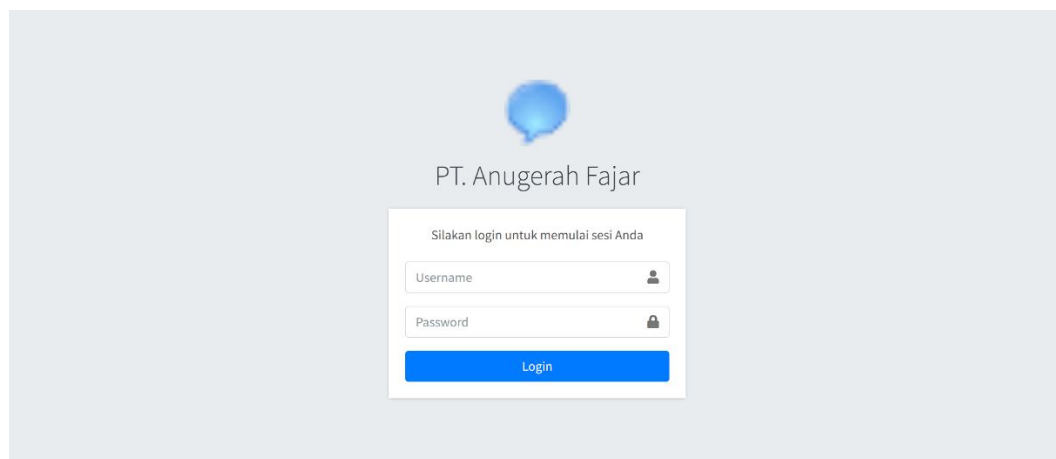 PT. Anugerah Fajar
Silakan login untuk memulai sesi Anda
Username
Password
Login